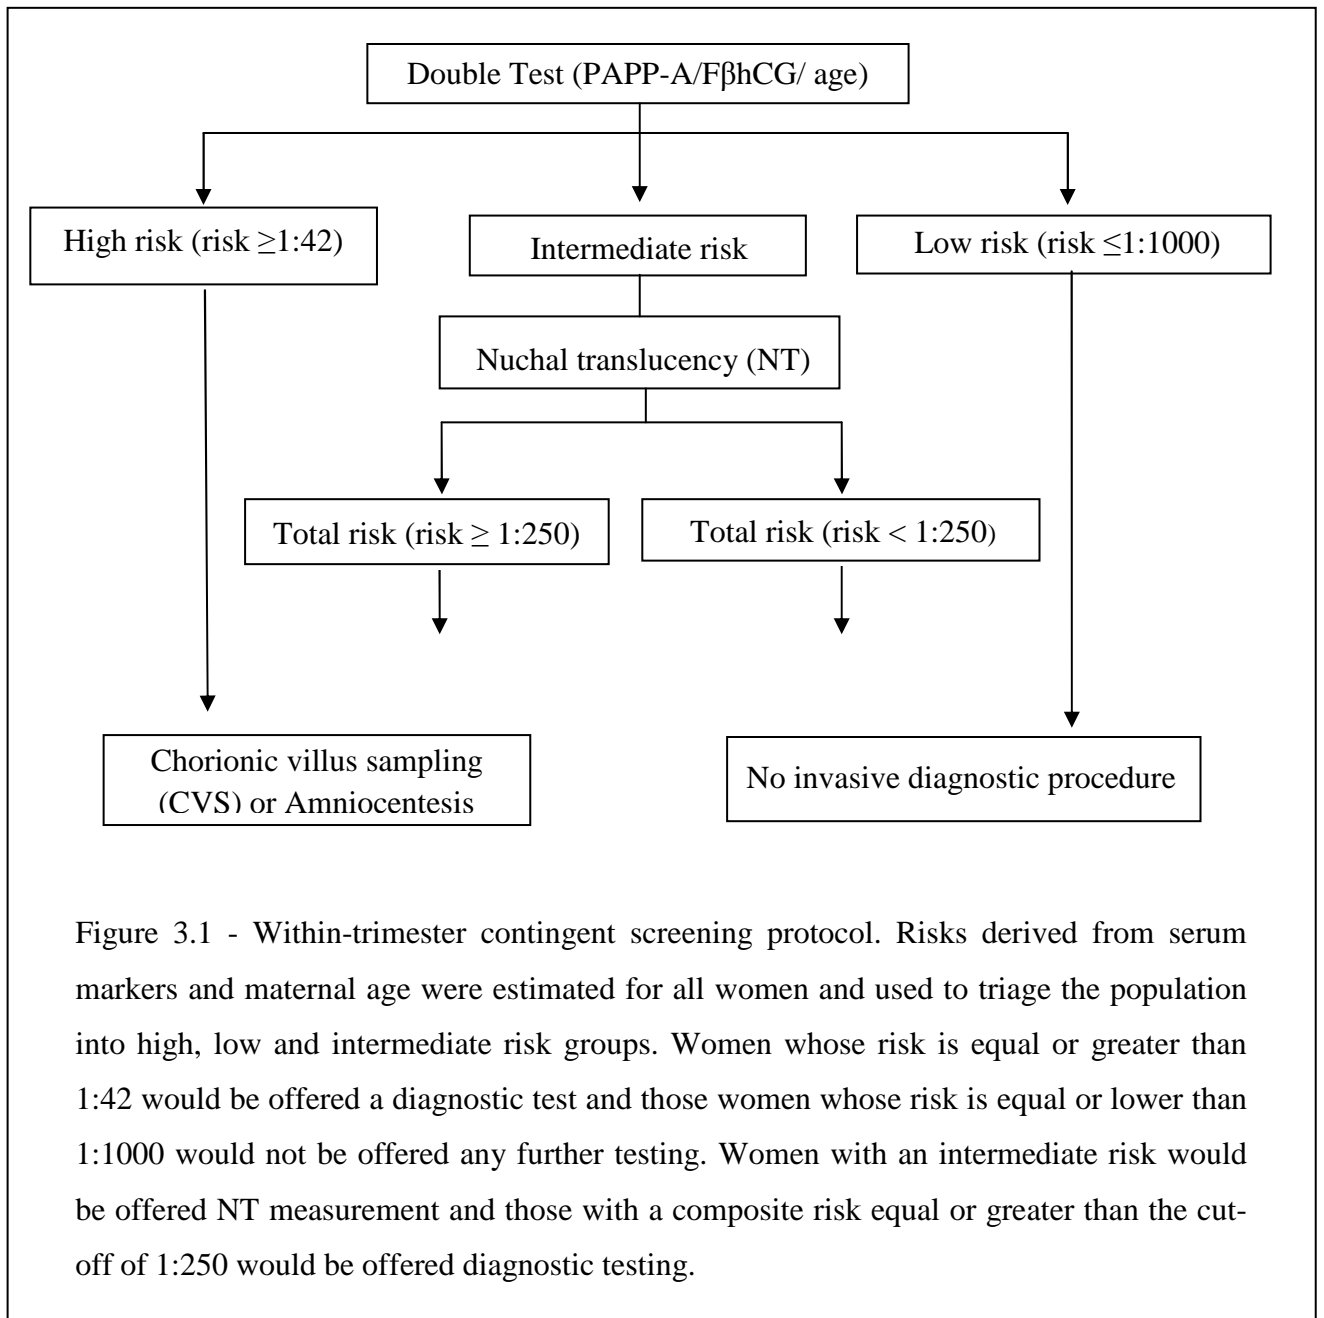 Double Test (PAPP-A/FβhCG/ age)
High risk (risk ≥1:42)
Intermediate risk
Low risk (risk ≤1:1000)
Nuchal translucency (NT)
Total risk (risk ≥ 1:250)
Total risk (risk < 1:250)
Chorionic villus sampling
(CVS) or Amniocentesis
No invasive diagnostic procedure
Figure 3.1 - Within-trimester contingent screening protocol. Risks derived from serum
markers and maternal age were estimated for all women and used to triage the population
into high, low and intermediate risk groups. Women whose risk is equal or greater than
1:42 would be offered a diagnostic test and those women whose risk is equal or lower than
1:1000 would not be offered any further testing. Women with an intermediate risk would
be offered NT measurement and those with a composite risk equal or greater than the cut-
off of 1:250 would be offered diagnostic testing.